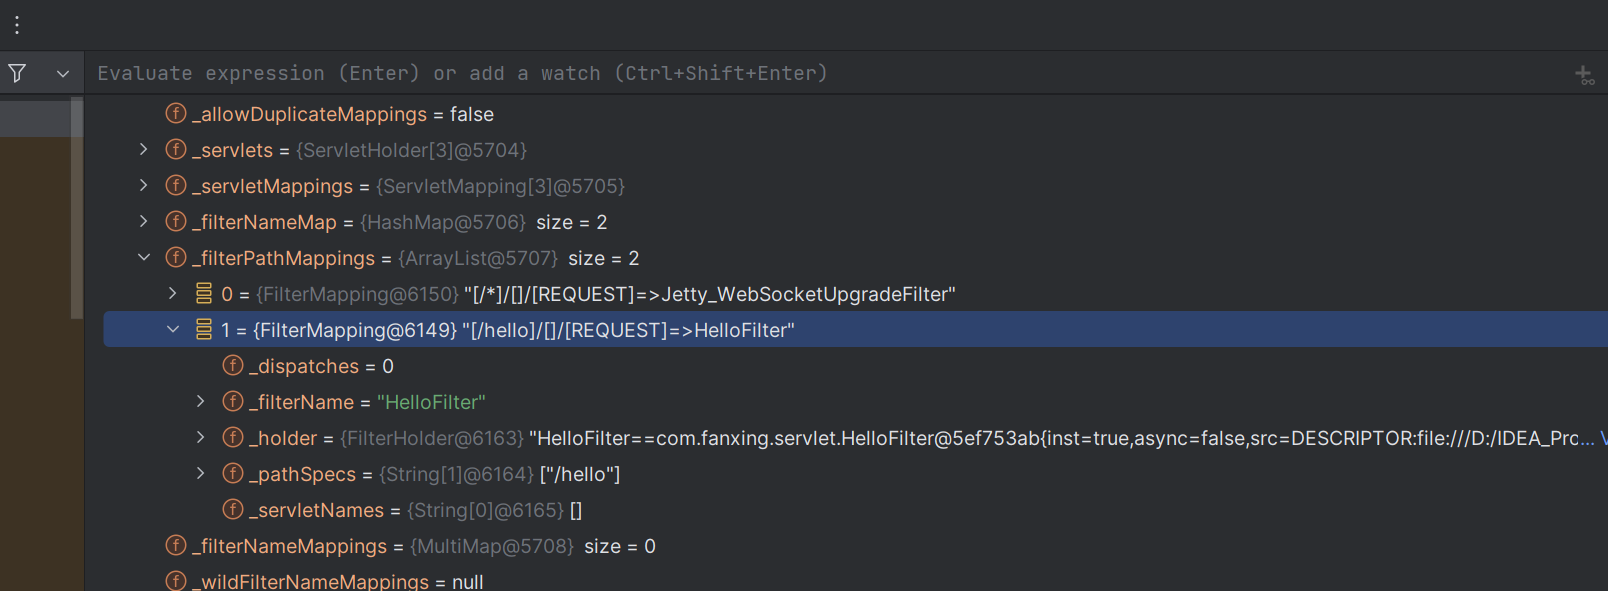 Evaluate expression (Enter) or add a watch (Ctrl+Shift+Enter)
f _allowDuplicateMappings = false
f _servlets = {ServletHolder[3]@5704}
f _servletMappings = {ServletMapping[3]@5705}
f _filterNameMap = {HashMap@5706} size = 2
f _filterPathMappings = {ArrayList@5707} size = 2
0 = {FilterMapping@6150} "[/*]/[]/[REQUEST]=>Jetty_WebSocketUpgradeFilter"
1 = {FilterMapping@6149} "[/hello]/[]/[REQUEST]=>HelloFilter"
f _dispatches = 0
f _filterName = "HelloFilter"
f _holder = {FilterHolder@6163} "HelloFilter==com.fanxing.servlet.HelloFilter@5ef753ab{inst=true,async=false,src=DESCRIPTOR:file:///D:/IDEA_Prc... V
f _pathSpecs = {String[1]@6164} ["/hello"]
f _servletNames = {String[0]@6165} []
f _filterNameMappings = {MultiMap@5708} size = 0
f _wildFilterNameMappings = null